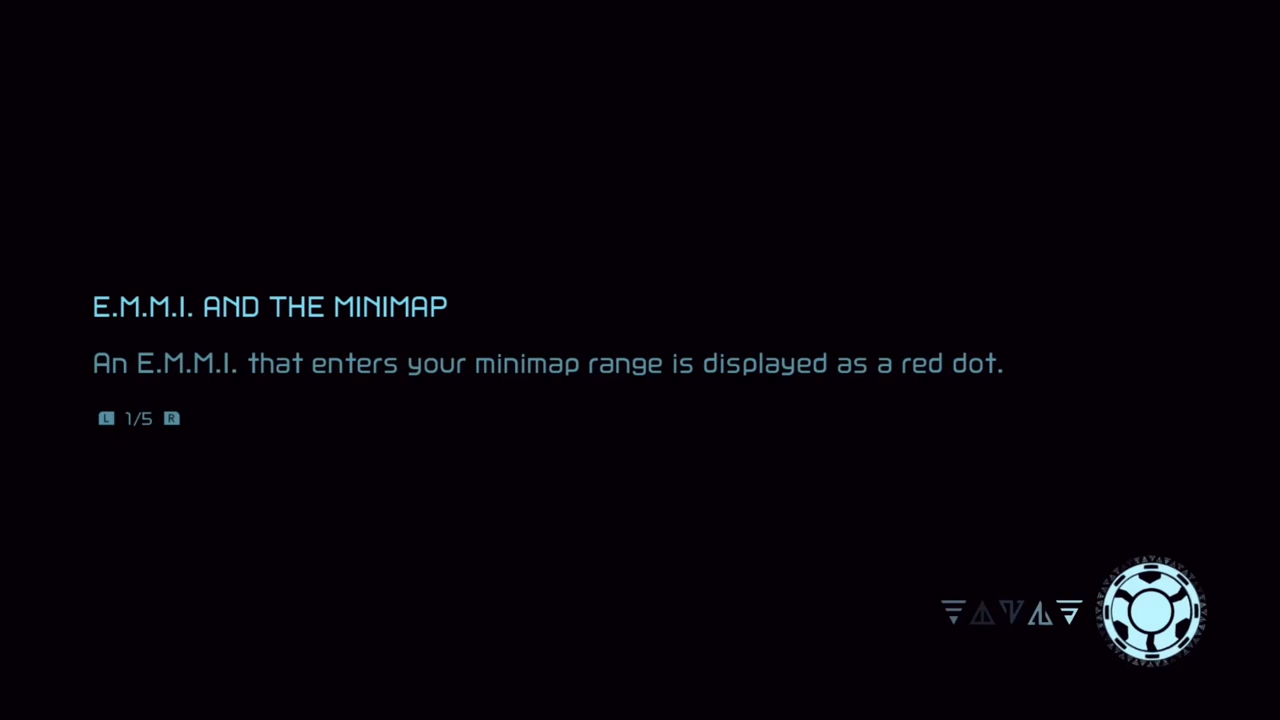 E.M.M.I. AND THE MINIMAP
An E.M.M.I. that enters your minimap range is displayed as a red dot.
L 1/5 R